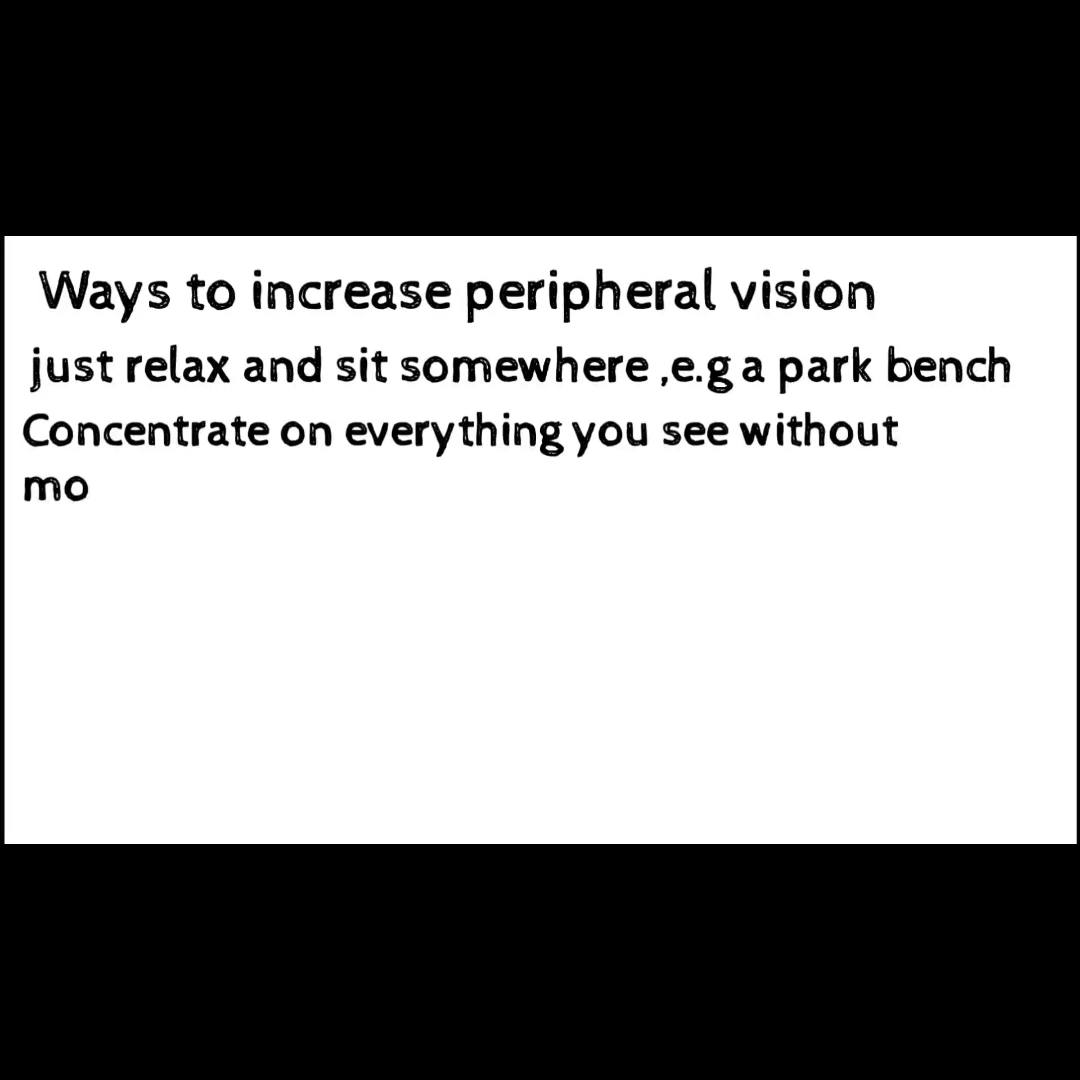 Ways to increase peripheral vision
just relax and sit somewhere ,e.g a park bench
Concentrate on everything you see without
mo